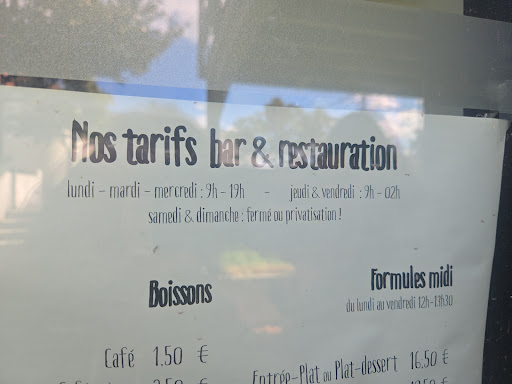 Nos tarifs bar & restauration
lundi - mardi - mercredi : 9h - 19h - jeudi & vendredi : 9h - 02h
samedi & dimanche : fermé ou privatisation !
Boissons
Formules midi
du lundi au vendredi 12h-13h30
Café 1.50 €
Entrée-Plat ou Plat-dessert 16,50 €